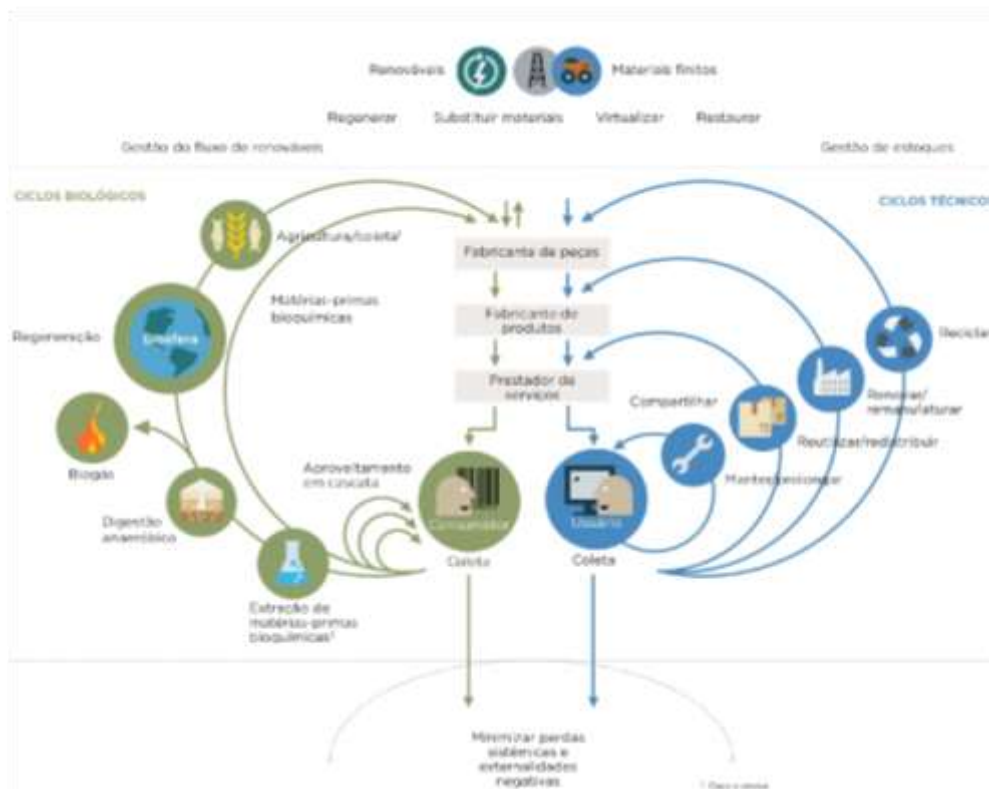 Renováveis
Materiais finitos
Regenerar
Substituir materiais
Virtualizar
Restaurar
Gestão do fluxo de renováveis
Gestão de estoques
CICLOS BIOLÓGICOS
CICLOS TÉCNICOS
Agricultura/coleta¹
Fabricante de peças
Matérias-primas
bioquímicas
Regeneração
Biosfera
Fabricante de
produtos
Reciclar
Prestador de
serviços
Compartilhar
Renovar/
remanufaturar
Reutilizar/redistribuir
Biogás
Aproveitamento
em cascata
Manter/prolongar
Consumidor
Usuário
Digestão
anaeróbico
Coleta
Coleta
Extração de
matérias-primas
bioquímicas²
Minimizar perdas
sistêmicas e
externalidades
negativas